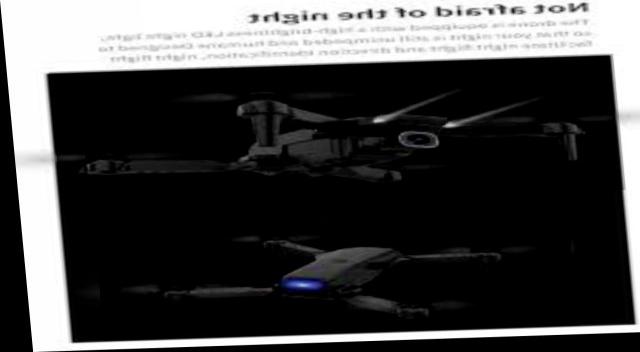 Not afraid of the night
The drone is equipped with a high-brightness LED night light,
so that your night is still unimpeded and humane Designed to
facilitate night flight and direction identification, night flight